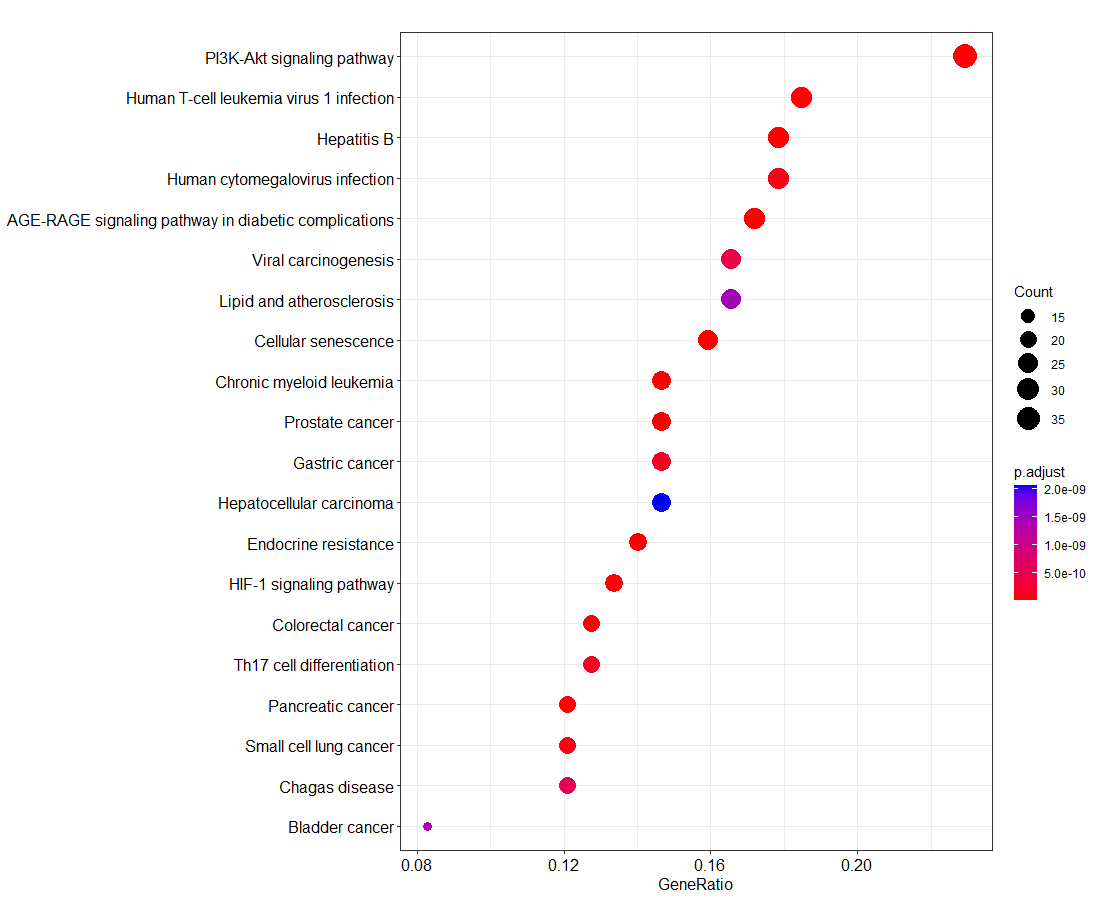 PI3K-Akt signaling pathway
Human T-cell leukemia virus 1 infection
Hepatitis B
Human cytomegalovirus infection
AGE-RAGE signaling pathway in diabetic complications
Viral carcinogenesis
Lipid and atherosclerosis
Cellular senescence
Chronic myeloid leukemia
Prostate cancer
Gastric cancer
Hepatocellular carcinoma
Endocrine resistance
HIF-1 signaling pathway
Colorectal cancer
Th17 cell differentiation
Pancreatic cancer
Small cell lung cancer
Chagas disease
Bladder cancer
0.08 0.12 0.16 0.20
GeneRatio
Count
15
20
25
30
35
p.adjust
2.0e-09
1.5e-09
1.0e-09
5.0e-10